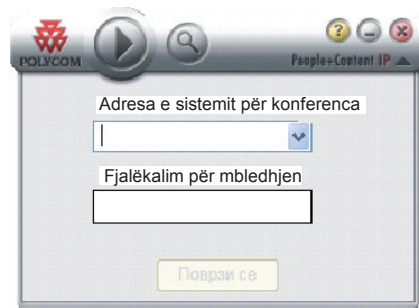 POLYCOM
People+Content IP
Adresa e sistemit për konferenca
Fjalëkalim për mbledhjen
Поврзи се